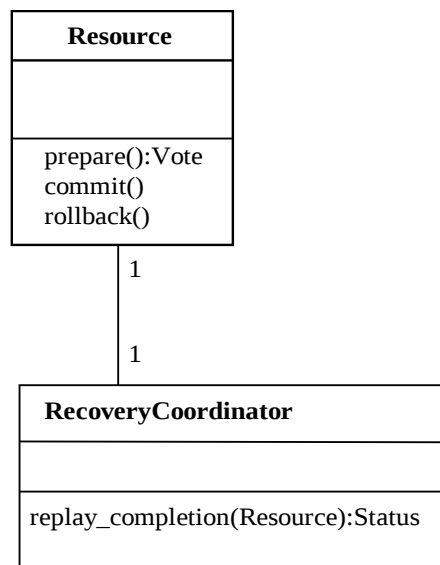 Resource
prepare():Vote
commit()
rollback()
1
1
RecoveryCoordinator
replay_completion(Resource):Status